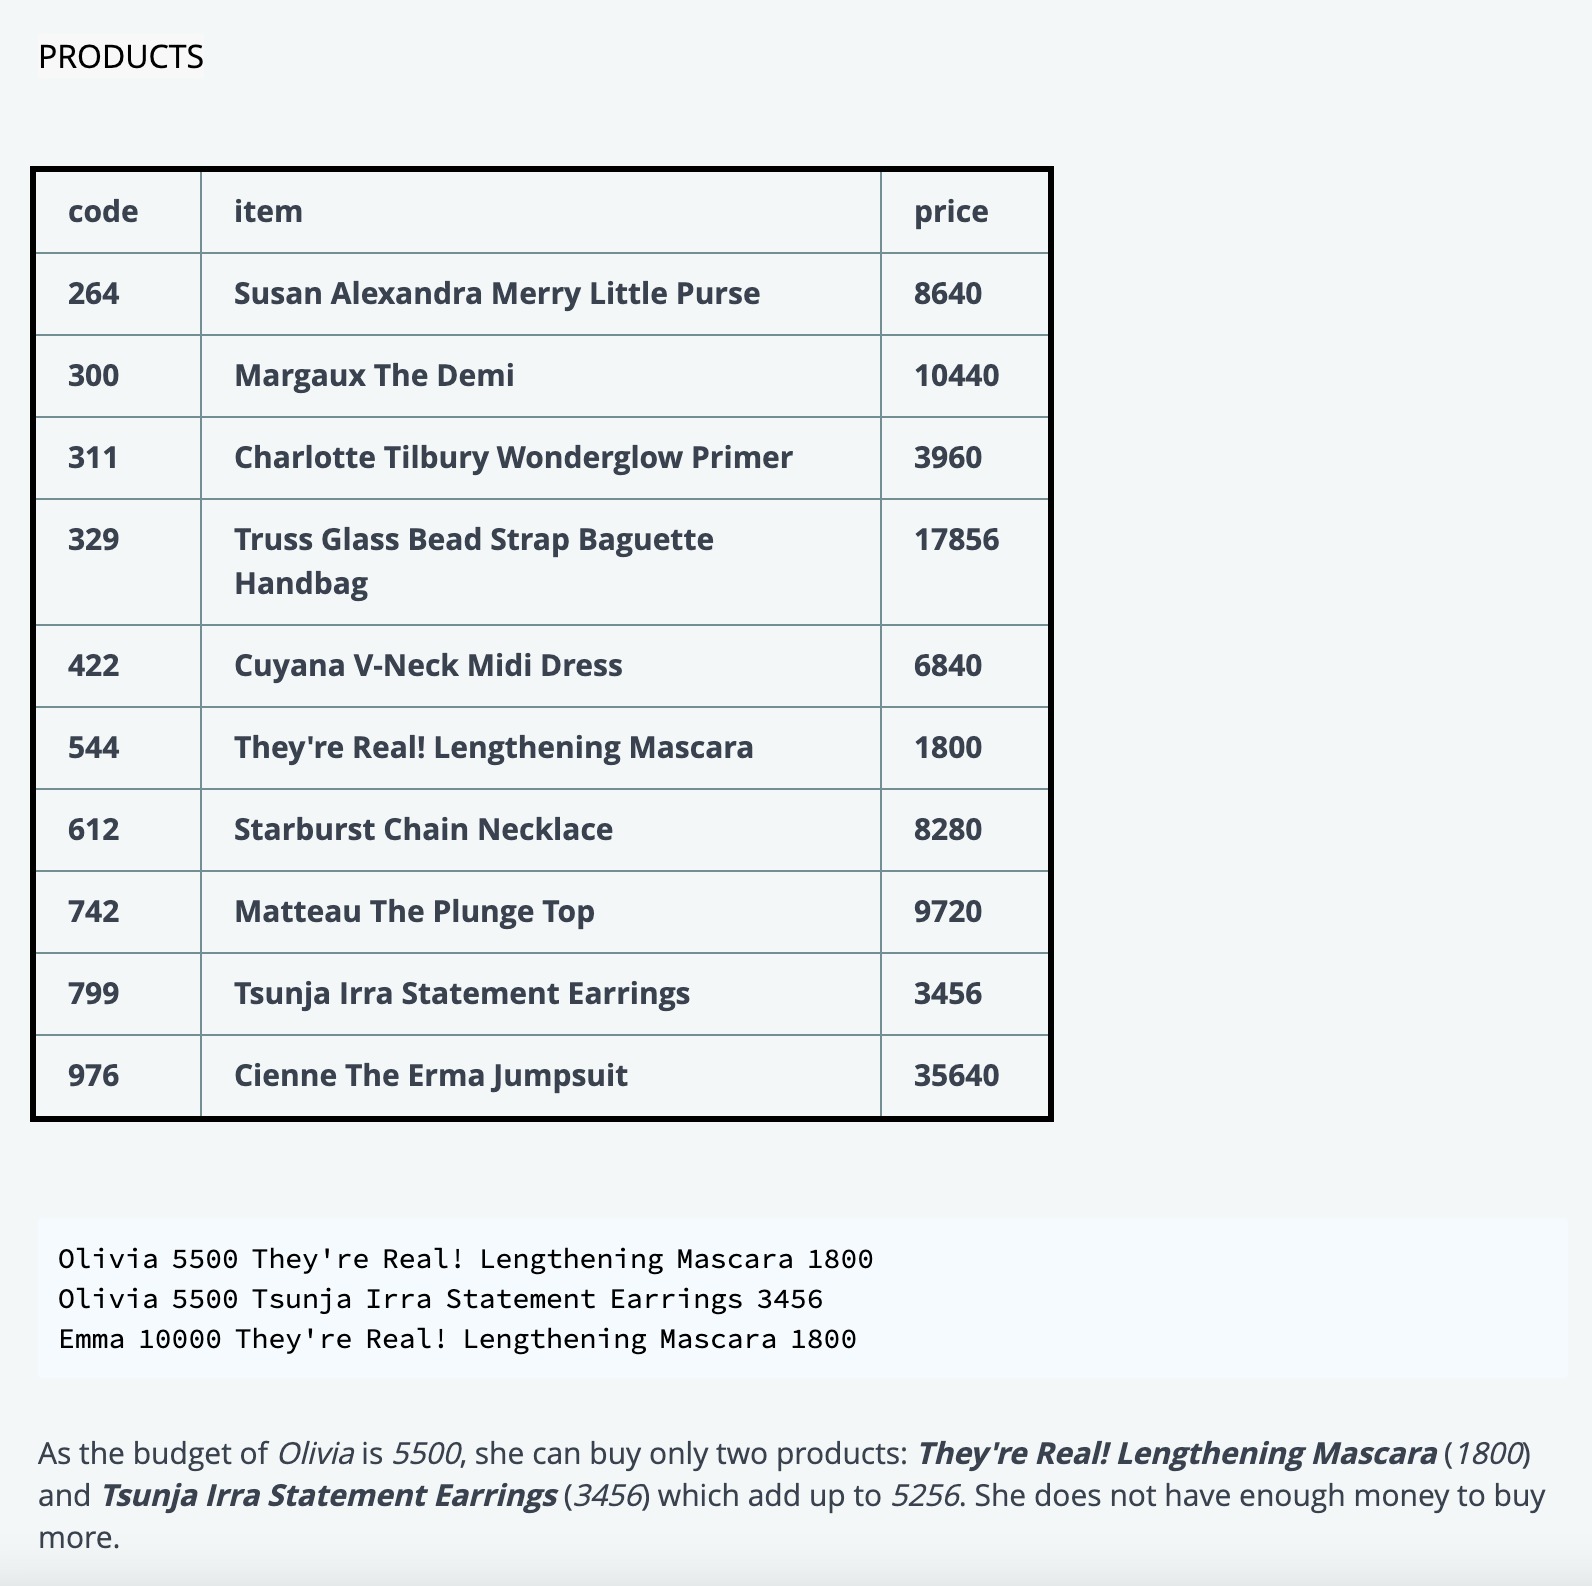 PRODUCTS
code item price
264 Susan Alexandra Merry Little Purse 8640
300 Margaux The Demi 10440
311 Charlotte Tilbury Wonderglow Primer 3960
329 Truss Glass Bead Strap Baguette 17856
Handbag
422 Cuyana V-Neck Midi Dress 6840
544 They're Real! Lengthening Mascara 1800
612 Starburst Chain Necklace 8280
742 Matteau The Plunge Top 9720
799 Tsunja Irra Statement Earrings 3456
976 Cienne The Erma Jumpsuit 35640
Olivia 5500 They're Real! Lengthening Mascara 1800
Olivia 5500 Tsunja Irra Statement Earrings 3456
Emma 10000 They're Real! Lengthening Mascara 1800
As the budget of Olivia is 5500, she can buy only two products: They're Real! Lengthening Mascara (1800)
and Tsunja Irra Statement Earrings (3456) which add up to 5256. She does not have enough money to buy
more.